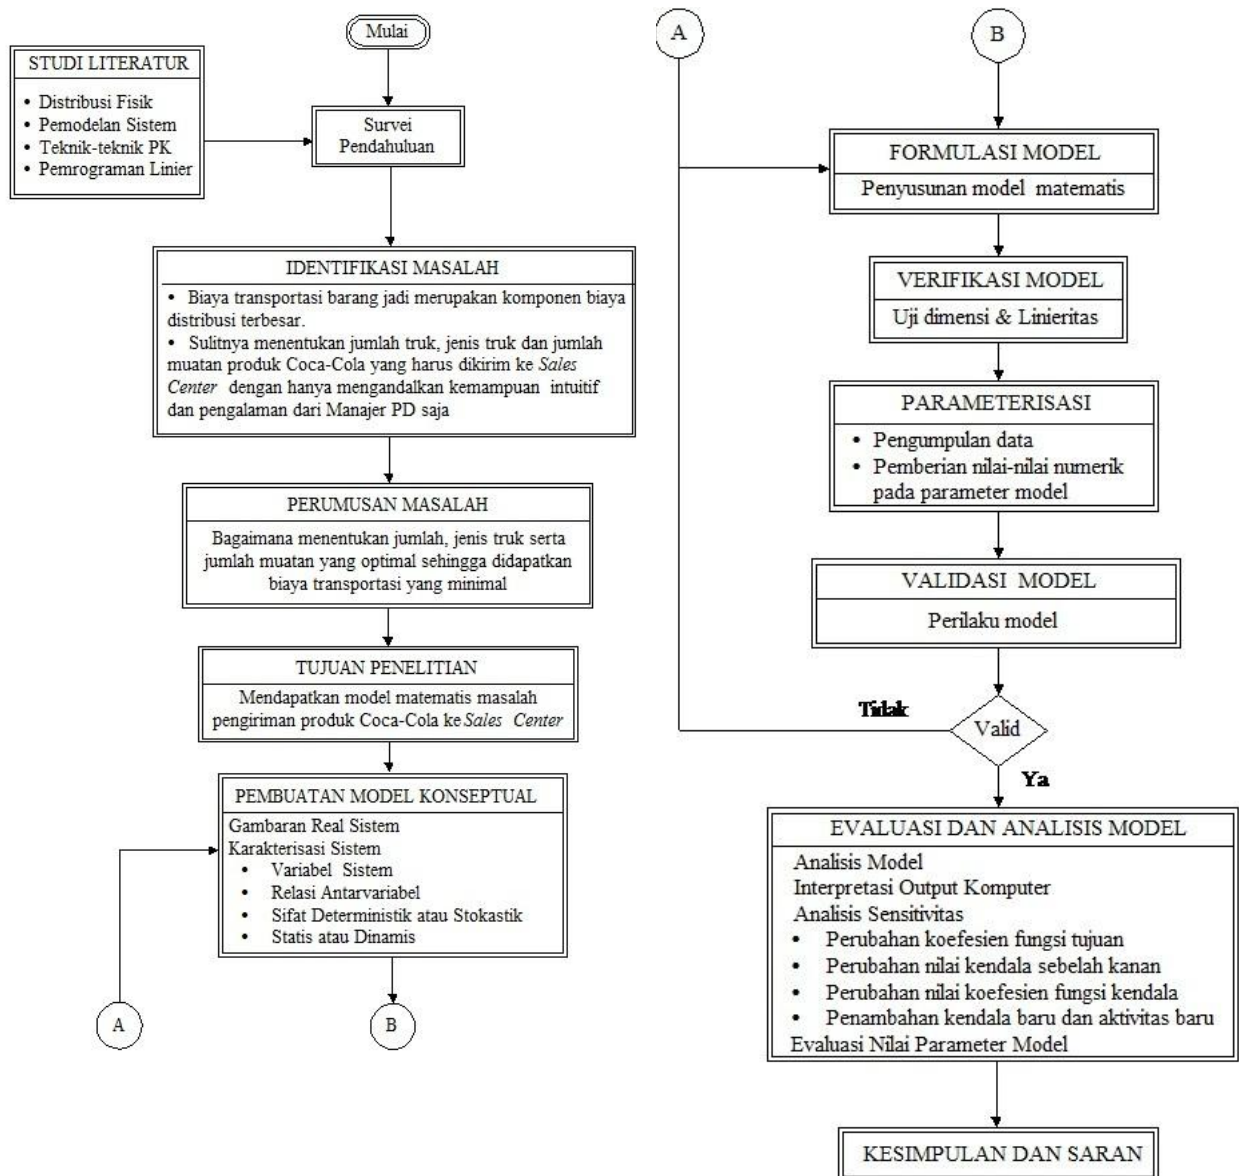 Mulai
STUDI LITERATUR
• Distribusi Fisik
• Pemodelan Sistem
• Teknik-teknik PK
• Pemrograman Linier
Survei
Pendahuluan
IDENTIFIKASI MASALAH
• Biaya transportasi barang jadi merupakan komponen biaya
distribusi terbesar.
• Sulitnya menentukan jumlah truk, jenis truk dan jumlah
muatan produk Coca-Cola yang harus dikirim ke Sales
Center dengan hanya mengandalkan kemampuan intuitif
dan pengalaman dari Manajer PD saja
PERUMUSAN MASALAH
Bagaimana menentukan jumlah, jenis truk serta
jumlah muatan yang optimal sehingga didapatkan
biaya transportasi yang minimal
TUJUAN PENELITIAN
Mendapatkan model matematis masalah
pengiriman produk Coca-Cola ke Sales Center
PEMBUATAN MODEL KONSEPTUAL
Gambaran Real Sistem
Karakterisasi Sistem
• Variabel Sistem
• Relasi Antarvariabel
• Sifat Deterministik atau Stokastik
• Statis atau Dinamis
A
B
A
B
FORMULASI MODEL
Penyusunan model matematis
VERIFIKASI MODEL
Uji dimensi & Linieritas
PARAMETERISASI
• Pengumpulan data
• Pemberian nilai-nilai numerik
pada parameter model
VALIDASI MODEL
Perilaku model
Tidak
Valid
Ya
EVALUASI DAN ANALISIS MODEL
Analisis Model
Interpretasi Output Komputer
Analisis Sensitivitas
• Perubahan koefesien fungsi tujuan
• Perubahan nilai kendala sebelah kanan
• Perubahan nilai koefesien fungsi kendala
• Penambahan kendala baru dan aktivitas baru
Evaluasi Nilai Parameter Model
KESIMPULAN DAN SARAN